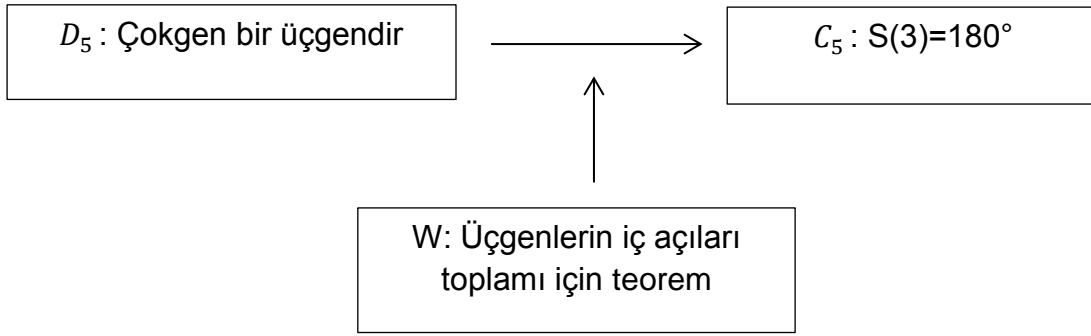 D₅ : Çokgen bir üçgendir
C₅ : S(3)=180°
W: Üçgenlerin iç açıları
toplamı için teorem